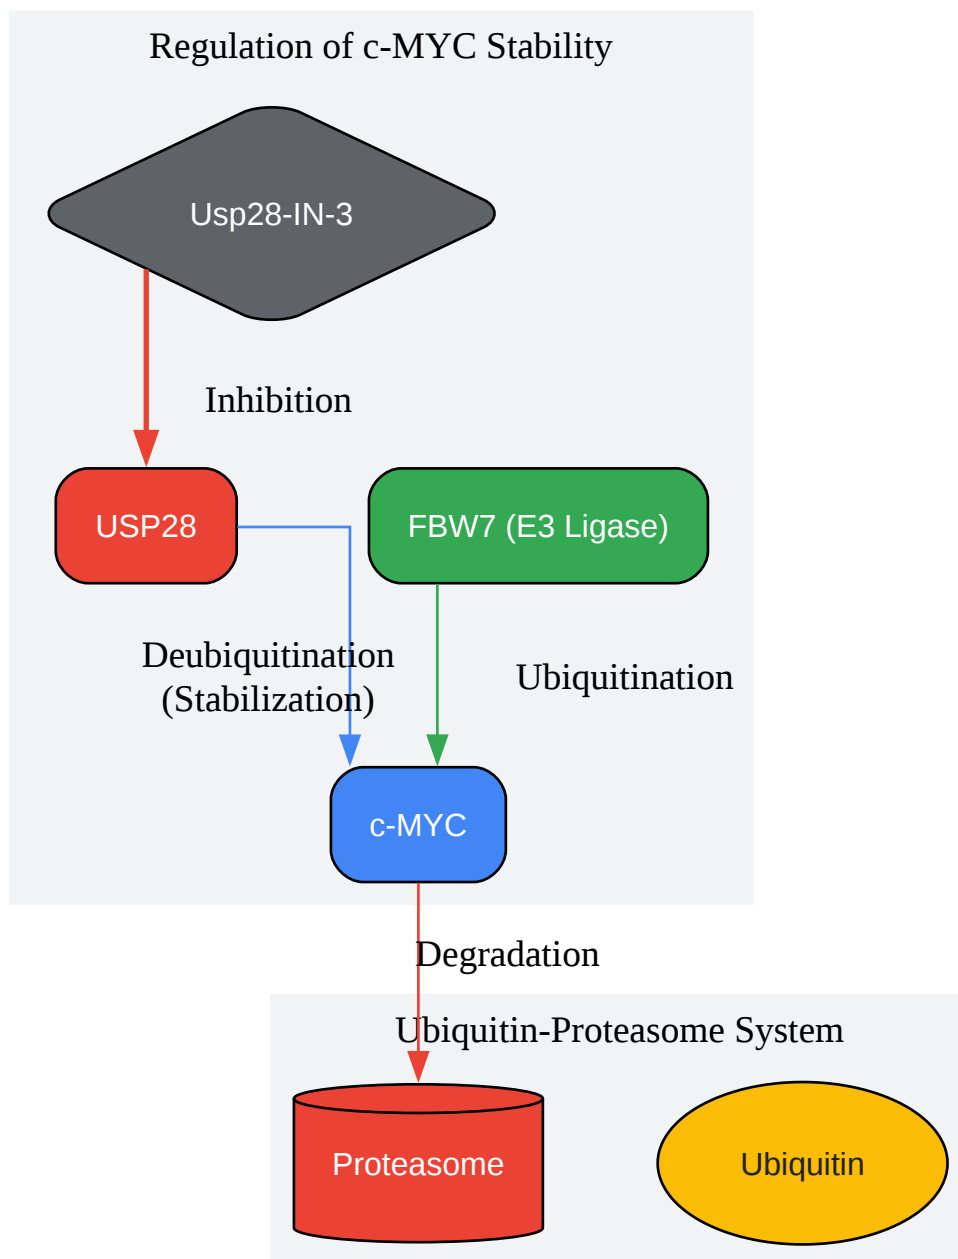 Regulation of c-MYC Stability
Usp28-IN-3
Inhibition
USP28
FBW7 (E3 Ligase)
Deubiquitination
(Stabilization)
Ubiquitination
c-MYC
Degradation
Ubiquitin-Proteasome System
Proteasome
Ubiquitin